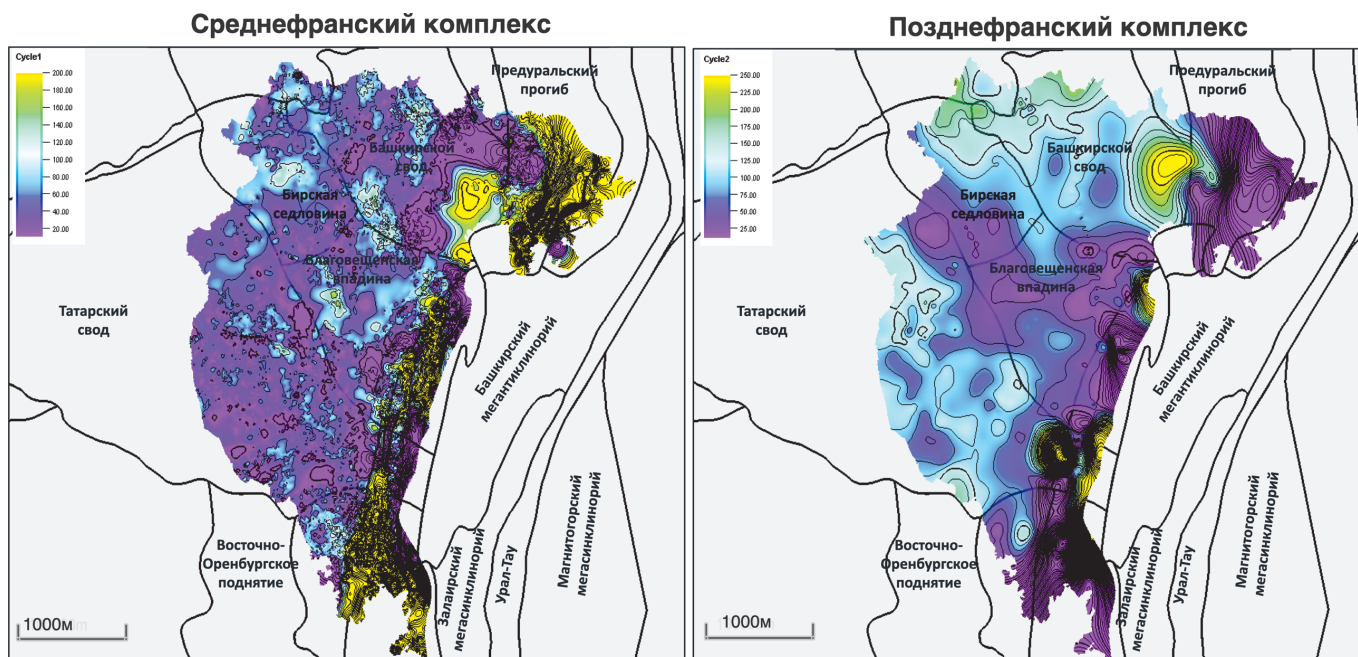 Среднефранский комплекс
Cycle1
200.00
180.00
160.00
140.00
120.00
100.00
80.00
60.00
40.00
20.00
Предуральский
прогиб
Башкирской
свод
Бирская
седловина
Благовещенская
впадина
Татарский
свод
Башкирский
мегантиклинорий
Восточно-
Оренбургское
поднятие
Залаирский
мегасинклинорий
Урал-Тау
Магнитогорский
мегасинклинорий
1000м
Позднефранский комплекс
Cycle2
250.00
225.00
200.00
175.00
150.00
125.00
100.00
75.00
50.00
25.00
Предуральский
прогиб
Башкирской
свод
Бирская
седловина
Благовещенская
впадина
Татарский
свод
Башкирский
мегантиклинорий
Восточно-
Оренбургское
поднятие
Залаирский
мегасинклинорий
Урал-Тау
Магнитогорский
мегасинклинорий
1000м